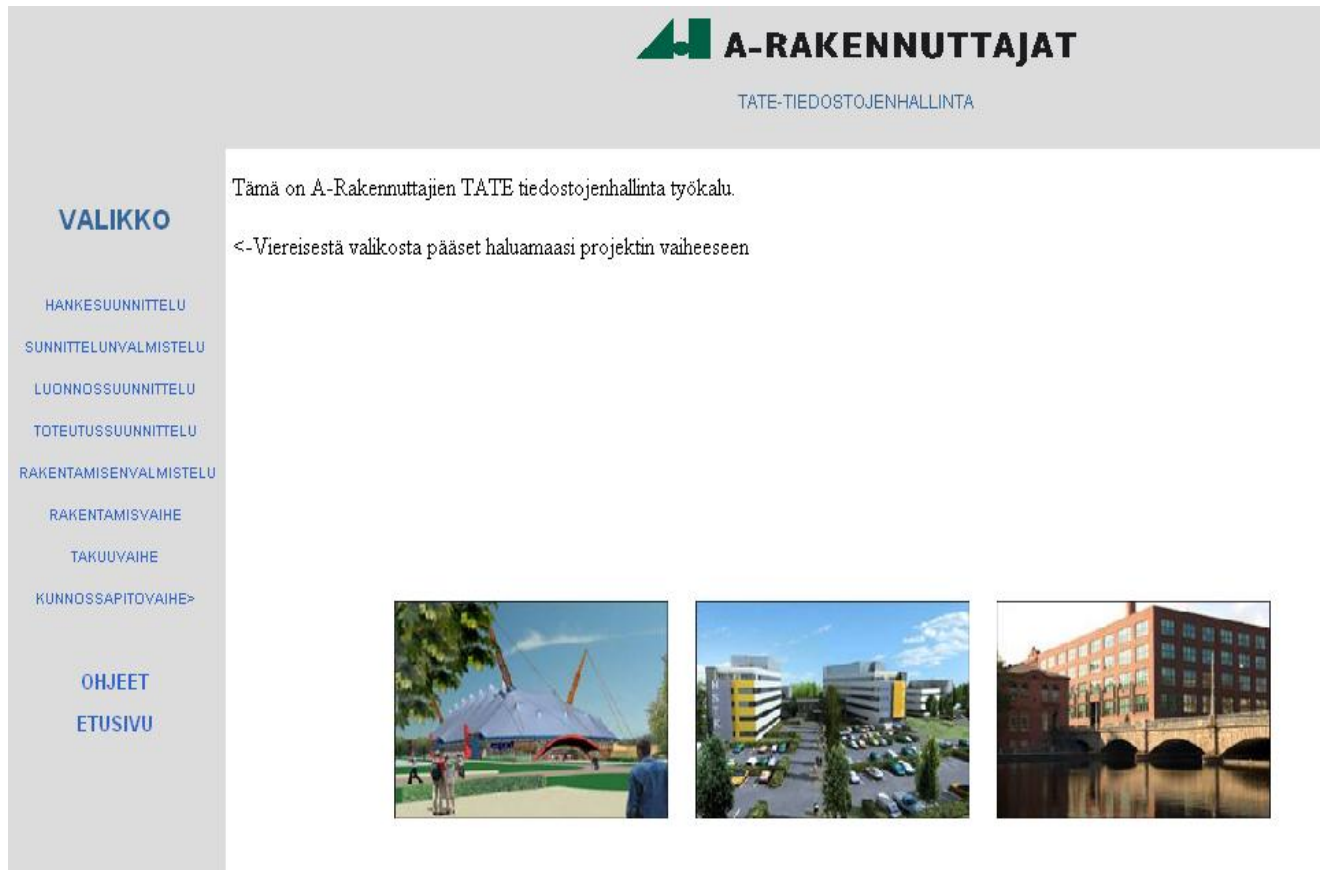 A-RAKENNUTTAJAT
TATE-TIEDOSTOJENHALLINTA
VALIKKO
HANKESUUNNITTELU
SUNNITTELUNVALMISTELU
LUONNOSSUUNNITTELU
TOTEUTUSSUUNNITTELU
RAKENTAMISENVALMISTELU
RAKENTAMISVAIHE
TAKUUVAIHE
KUNNOSSAPITOVAIHE>
OHJEET
ETUSIVU
Tämä on A-Rakennuttajien TATE tiedostojenhallinta työkalu.
<-Viereisestä valikosta pääset haluamaasi projektin vaiheeseen